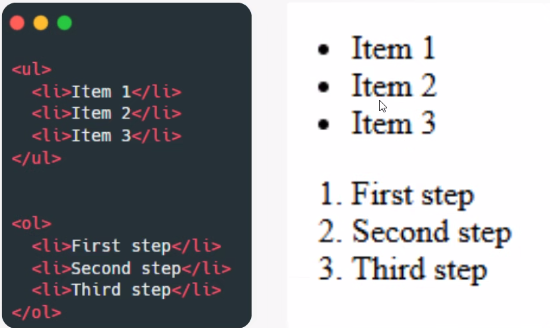 <ul>
  <li>Item 1</li>
  <li>Item 2</li>
  <li>Item 3</li>
</ul>
<ol>
  <li>First step</li>
  <li>Second step</li>
  <li>Third step</li>
</ol>
• Item 1
• Item 2
• Item 3
1. First step
2. Second step
3. Third step